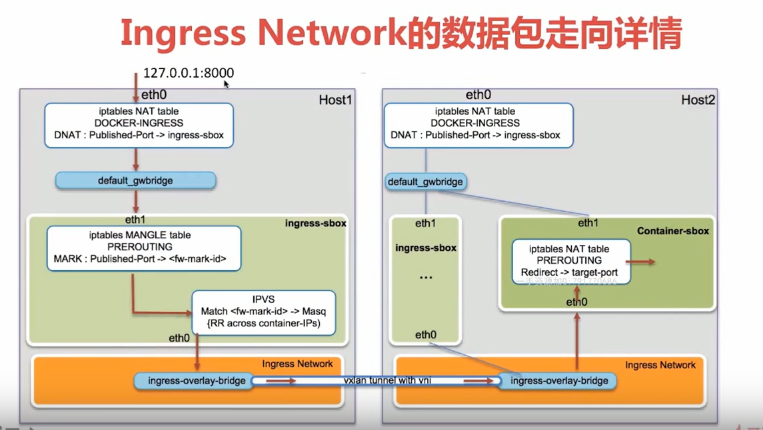 Ingress Network的数据包走向详情
127.0.0.1:8000
eth0
Host1
iptables NAT table
DOCKER-INGRESS
DNAT : Published-Port -> ingress-sbox
default_gwbridge
eth1
ingress-sbox
iptables MANGLE table
PREROUTING
MARK : Published-Port -> <fw-mark-id>
IPVS
Match <fw-mark-id> -> Masq
{RR across container-IPs)
eth0
Ingress Network
ingress-overlay-bridge
vxlan tunnel with vni
eth0
Host2
iptables NAT table
DOCKER-INGRESS
DNAT : Published-Port -> ingress-sbox
default_gwbridge
eth1
ingress-sbox
...
eth0
eth1
Container-sbox
iptables NAT table
PREROUTING
Redirect -> target-port
eth0
Ingress Network
ingress-overlay-bridge